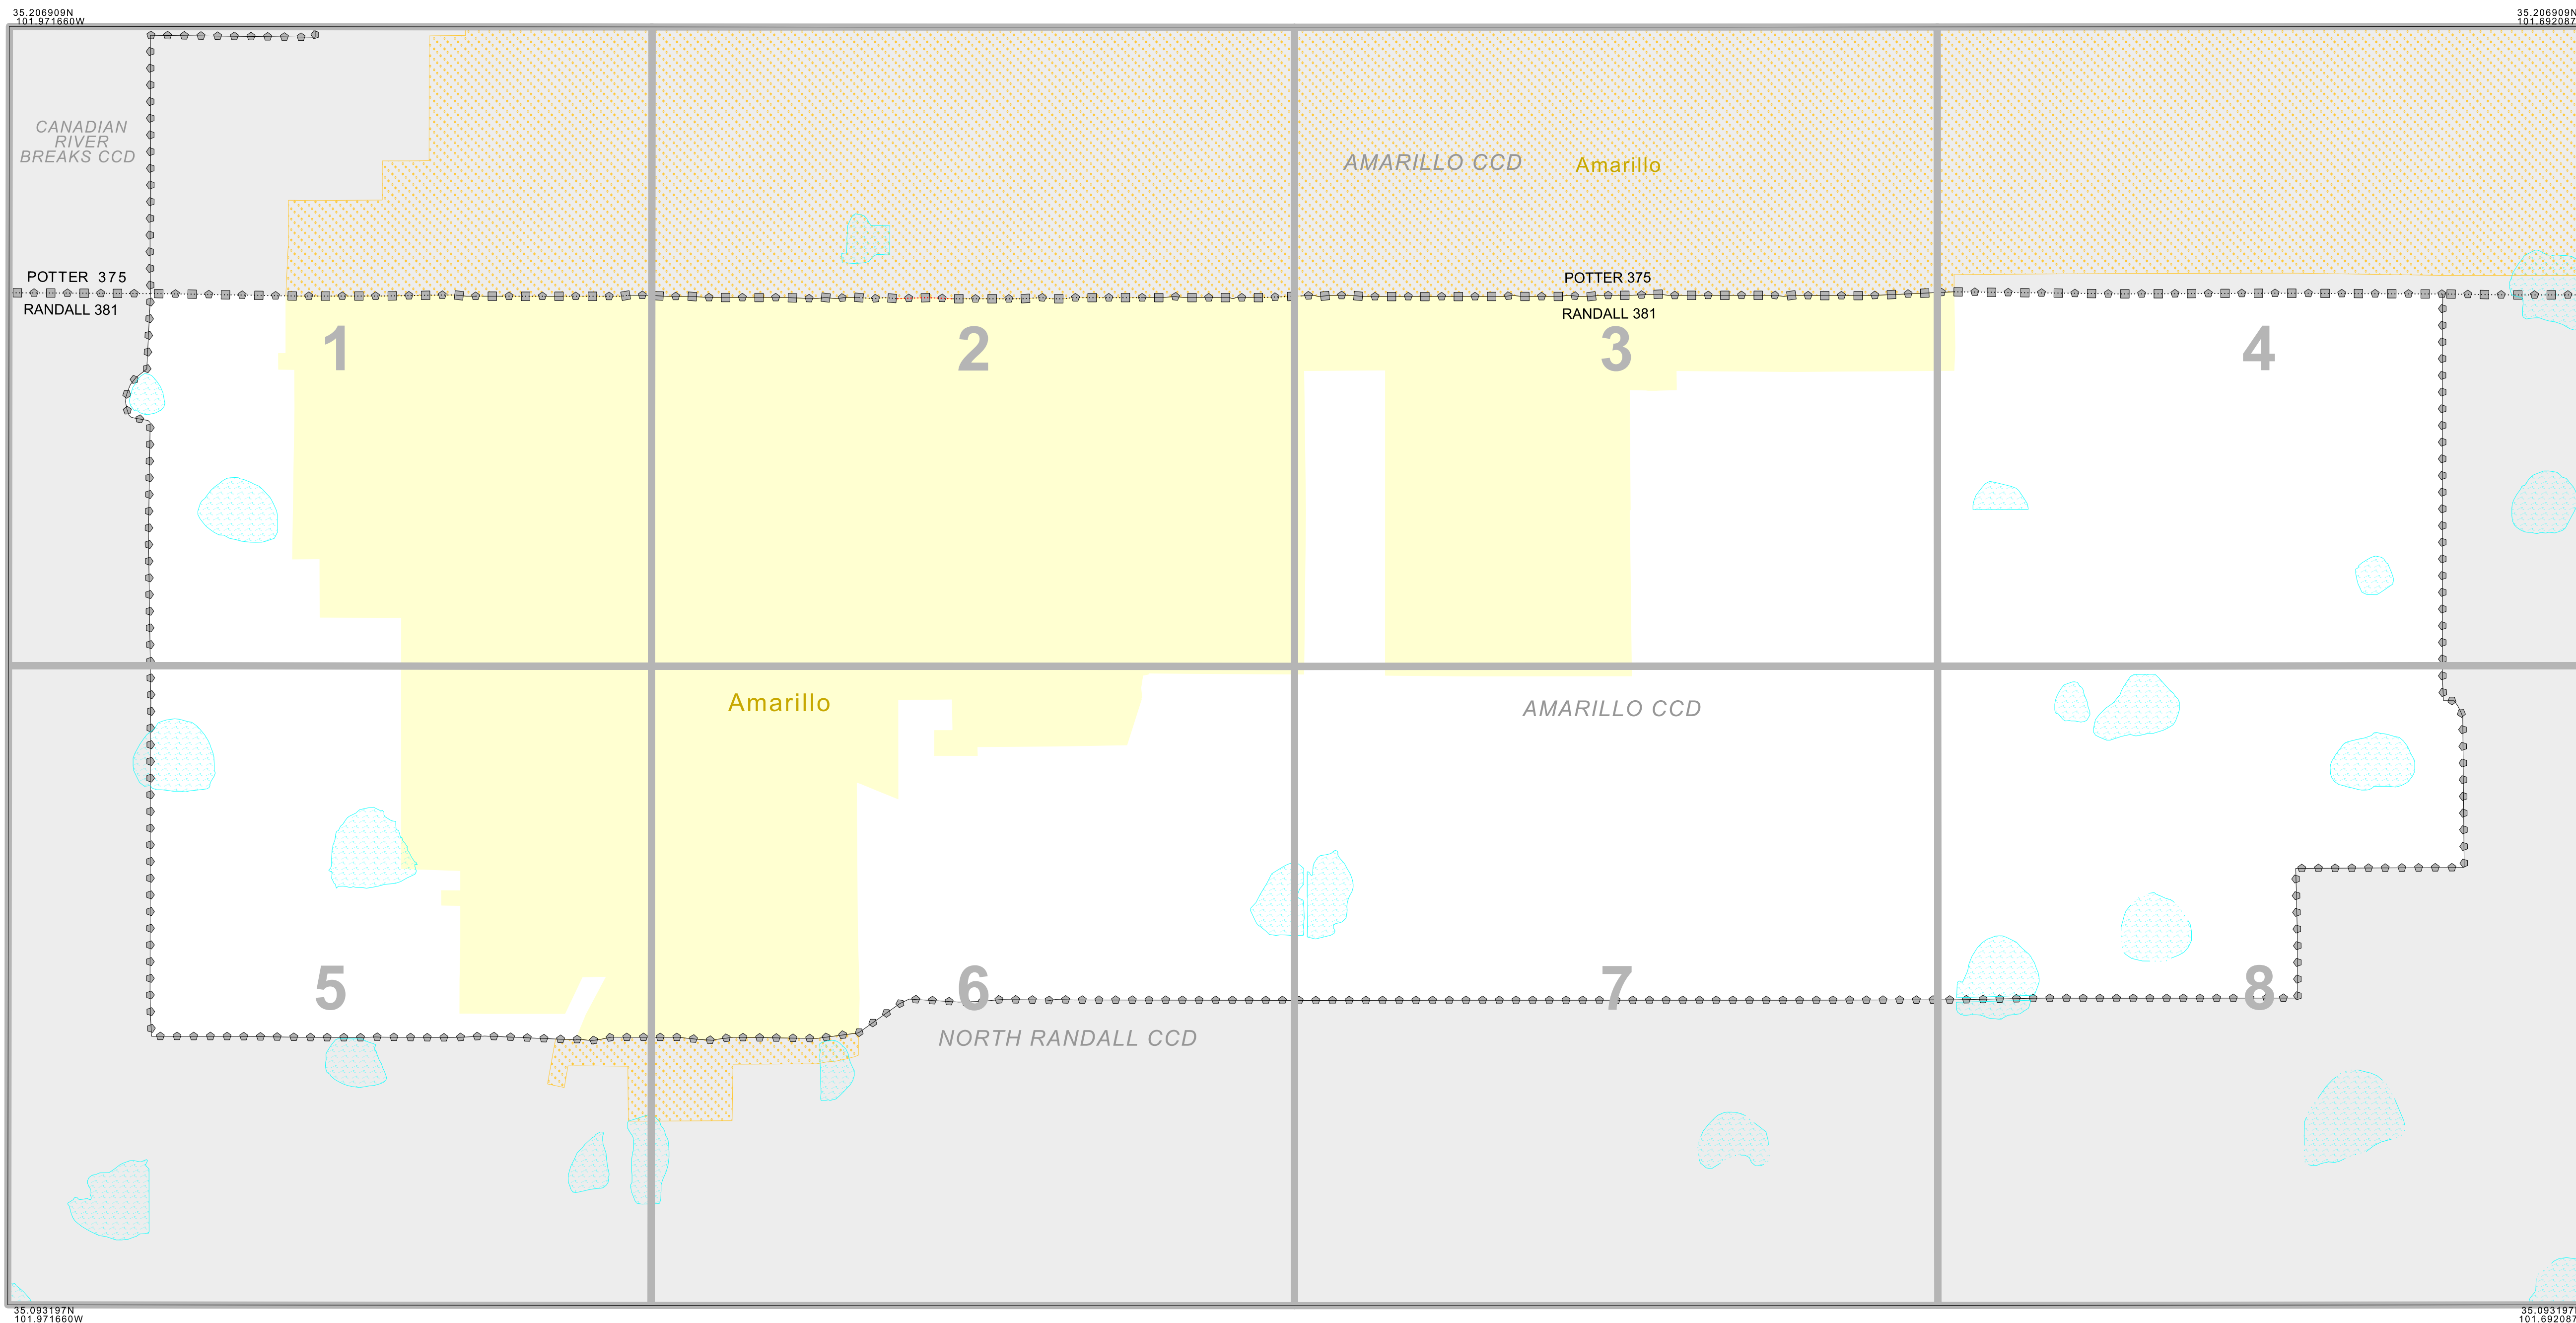 35.206909N
101.971660W
35.206909N
101.692087
CANADIAN
RIVER
BREAKS CCD
AMARILLO CCD
Amarillo
POTTER 375
RANDALL 381
POTTER 375
RANDALL 381
1
2
3
4
Amarillo
AMARILLO CCD
5
6
7
8
NORTH RANDALL CCD
35.093197N
101.971660W
35.093197N
101.692087